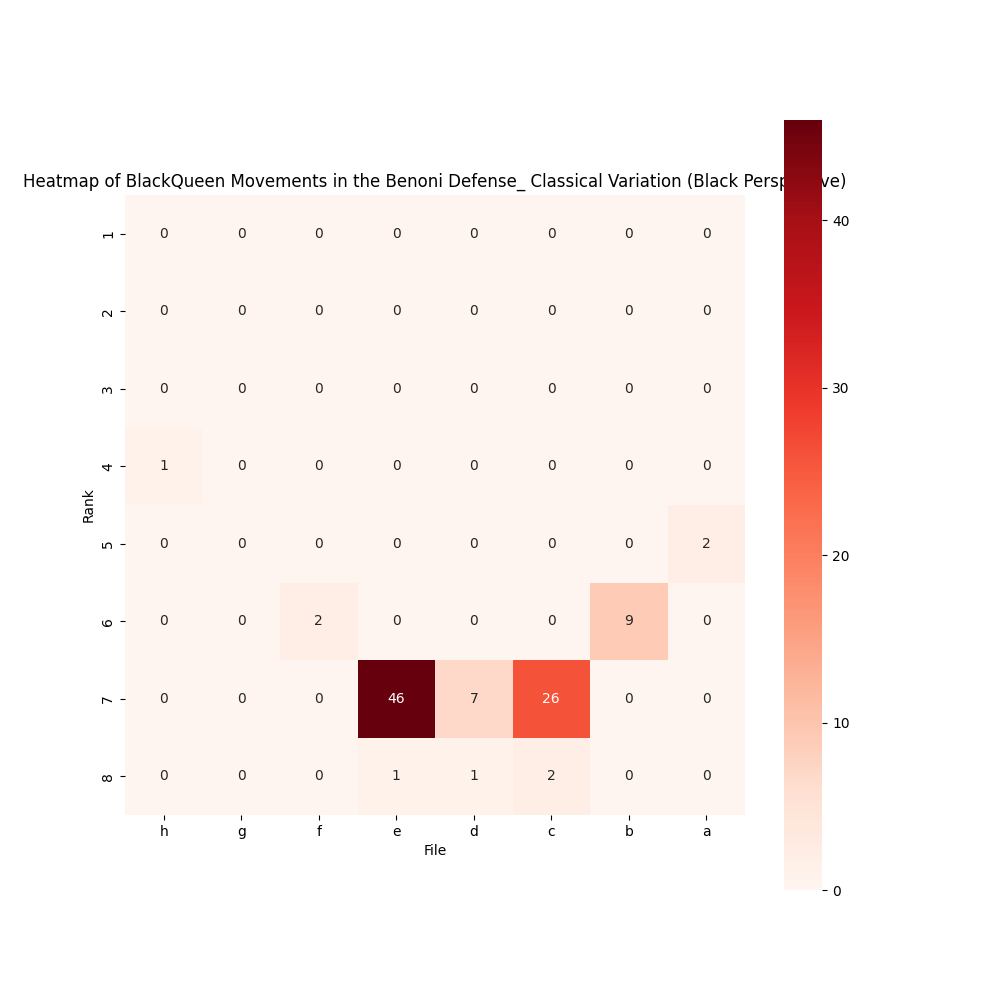 Heatmap of BlackQueen Movements in the Benoni Defense_ Classical Variation (Black Perspective)
1 0 0 0 0 0 0 0 0
2 0 0 0 0 0 0 0 0
3 0 0 0 0 0 0 0 0
4 1 0 0 0 0 0 0 0
5 0 0 0 0 0 0 0 2
6 0 0 2 0 0 0 9 0
7 0 0 0 46 7 26 0 0
8 0 0 0 1 1 2 0 0
h g f e d c b a
File
Rank
40
30
20
10
0